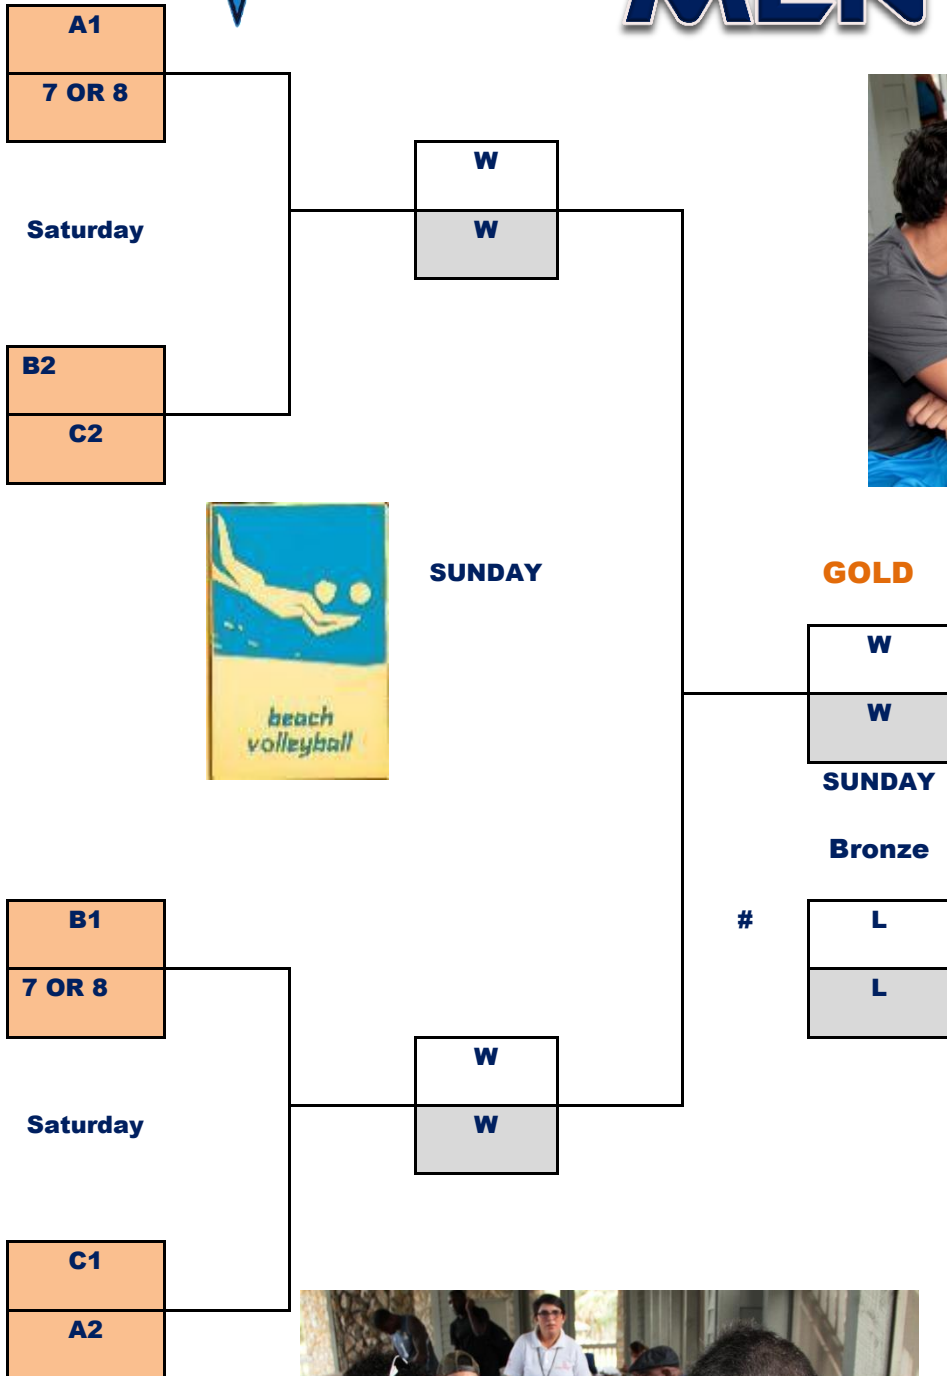 MEN
A1
7 OR 8
W
Saturday
W
B2
C2
SUNDAY
GOLD
W
beach
volleyball
W
SUNDAY
Bronze
B1
#
L
7 OR 8
L
W
Saturday
W
C1
A2